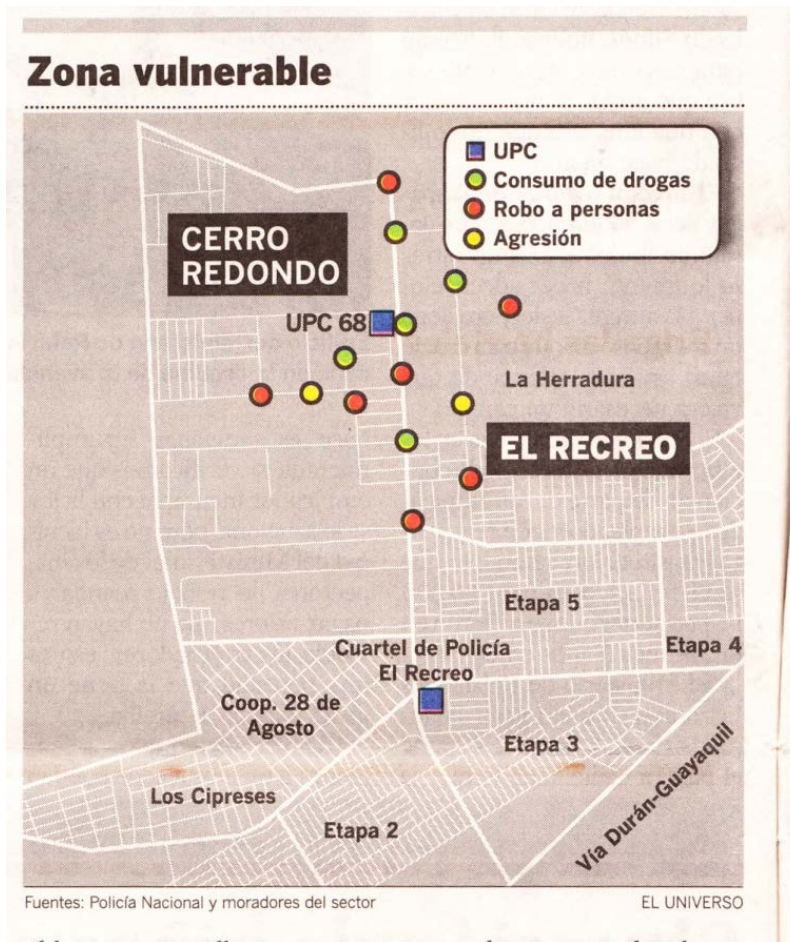 Zona vulnerable
UPC
Consumo de drogas
Robo a personas
Agresión
CERRO
REDONDO
UPC 68
La Herradura
EL RECREO
Etapa 5
Cuartel de Policía
El Recreo
Etapa 4
Coop. 28 de
Agosto
Etapa 3
Los Cipreses
Etapa 2
Vía Durán-Guayaquil
Fuentes: Policía Nacional y moradores del sector
EL UNIVERSO